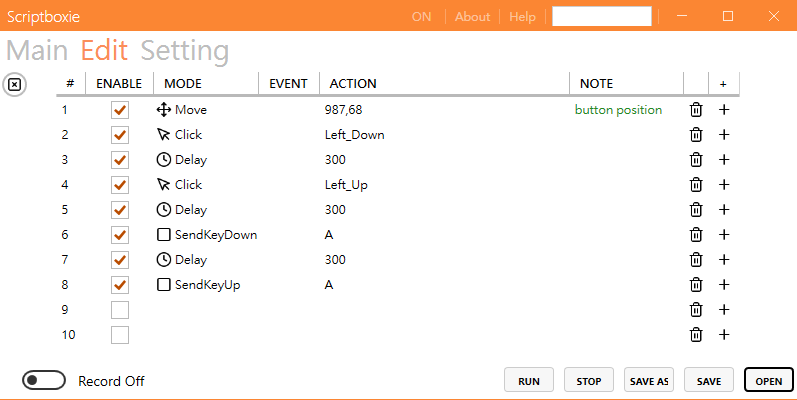 Scriptboxie ON About Help
Main Edit Setting
# ENABLE MODE EVENT ACTION NOTE +
1 Move 987,68 button position
2 Click Left_Down
3 Delay 300
4 Click Left_Up
5 Delay 300
6 SendKeyDown A
7 Delay 300
8 SendKeyUp A
9
10
Record Off RUN STOP SAVE AS SAVE OPEN